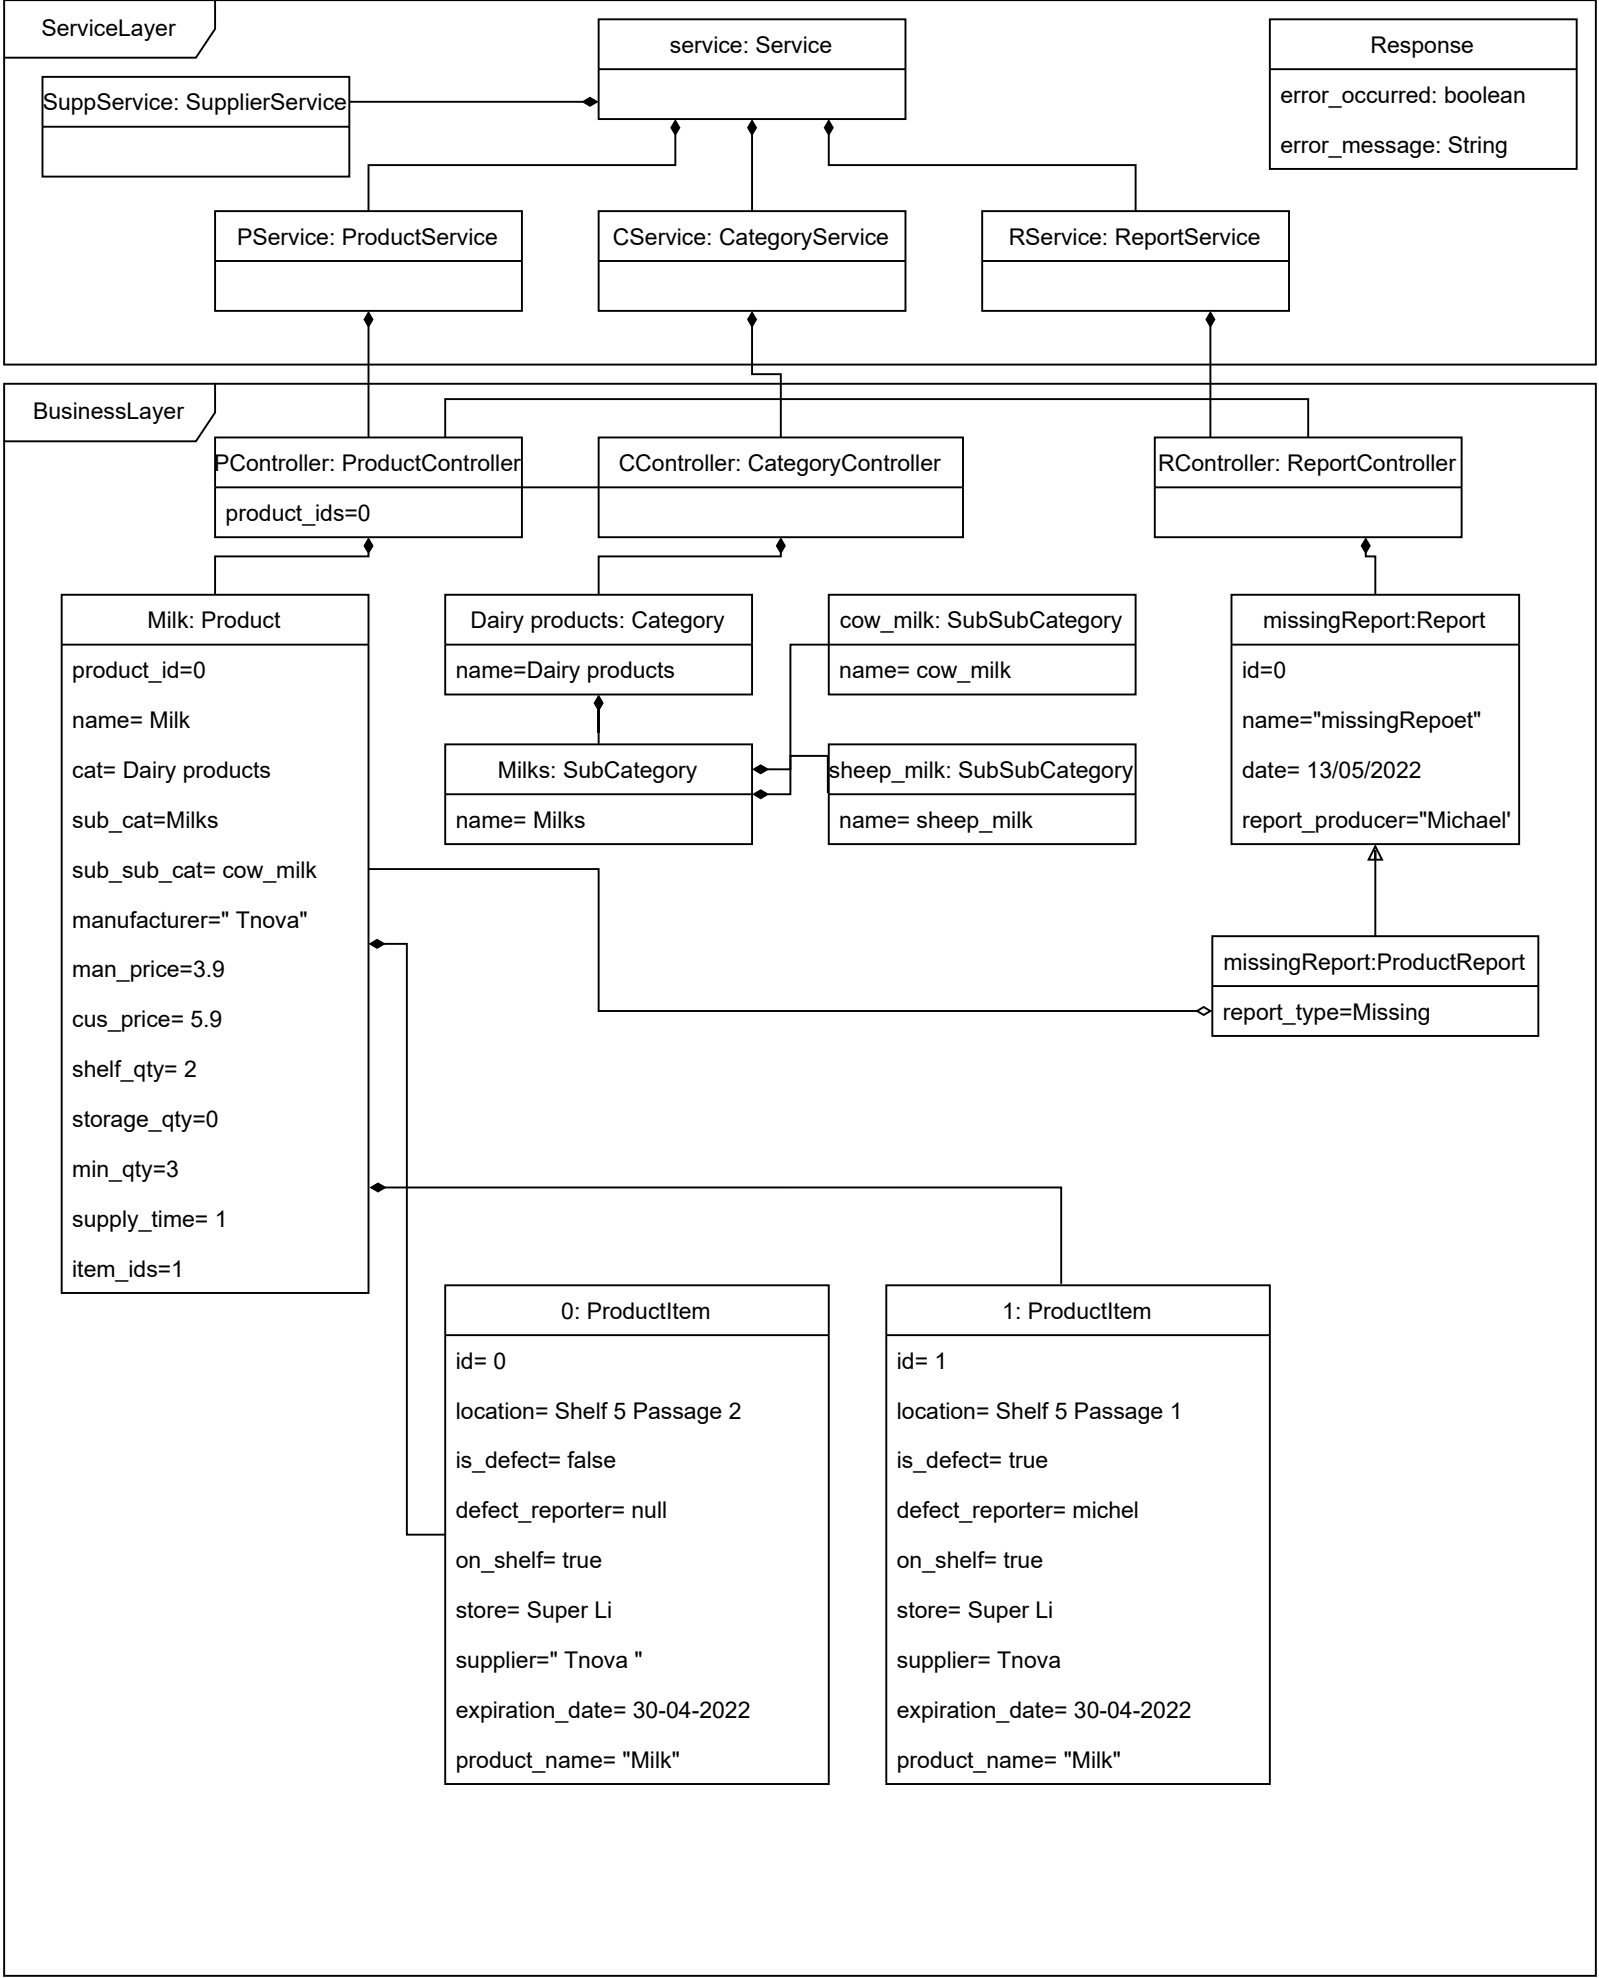 ServiceLayer
service: Service
Response
error_occurred: boolean
error_message: String
SuppService: SupplierService
PService: ProductService
CService: CategoryService
RService: ReportService
BusinessLayer
PController: ProductController
product_ids=0
CController: CategoryController
RController: ReportController
Milk: Product
product_id=0
name= Milk
cat= Dairy products
sub_cat=Milks
sub_sub_cat= cow_milk
manufacturer=" Tnova"
man_price=3.9
cus_price= 5.9
shelf_qty= 2
storage_qty=0
min_qty=3
supply_time= 1
item_ids=1
Dairy products: Category
name=Dairy products
cow_milk: SubSubCategory
name= cow_milk
Milks: SubCategory
name= Milks
sheep_milk: SubSubCategory
name= sheep_milk
missingReport:Report
id=0
name="missingRepoet"
date= 13/05/2022
report_producer="Michael'
missingReport:ProductReport
report_type=Missing
0: ProductItem
id= 0
location= Shelf 5 Passage 2
is_defect= false
defect_reporter= null
on_shelf= true
store= Super Li
supplier=" Tnova "
expiration_date= 30-04-2022
product_name= "Milk"
1: ProductItem
id= 1
location= Shelf 5 Passage 1
is_defect= true
defect_reporter= michel
on_shelf= true
store= Super Li
supplier= Tnova
expiration_date= 30-04-2022
product_name= "Milk"